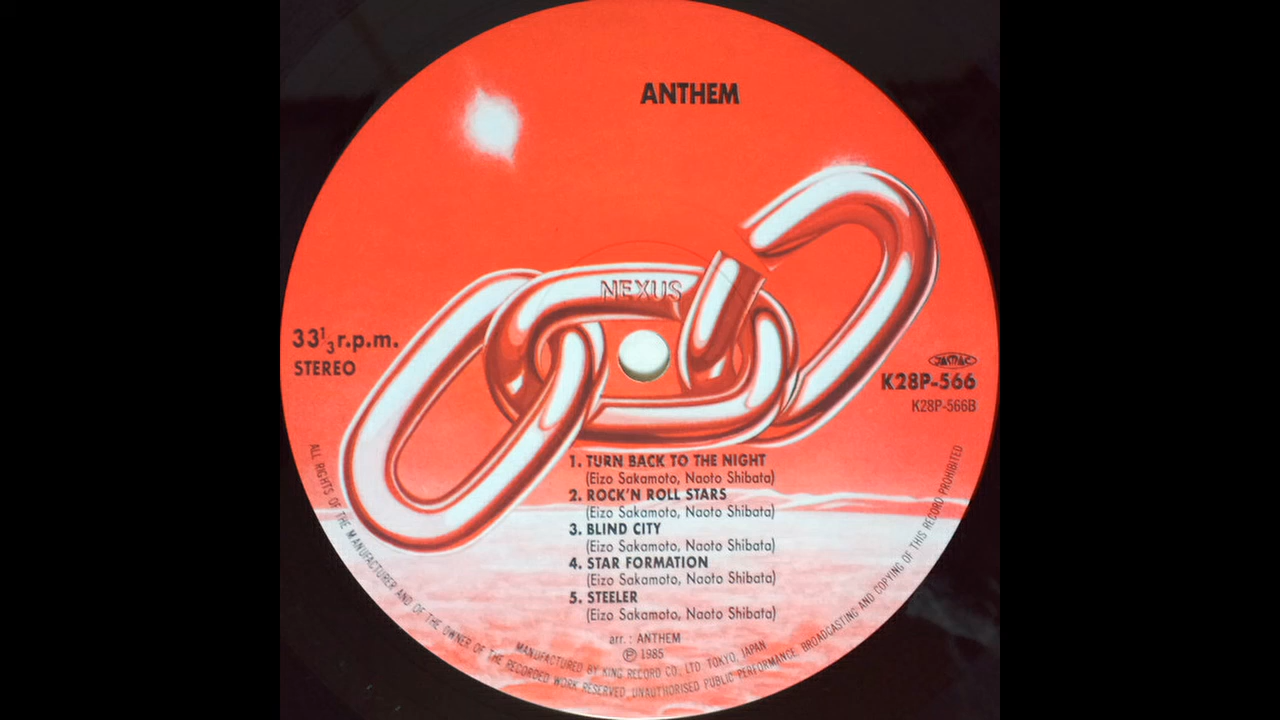 ANTHEM
NEXUS
33 1/3 r.p.m.
STEREO
JASRAC
K28P-566
K28P-566B
1. TURN BACK TO THE NIGHT
(Eizo Sakamoto, Naoto Shibata)
2. ROCK'N ROLL STARS
(Eizo Sakamoto, Naoto Shibata)
3. BLIND CITY
(Eizo Sakamoto, Naoto Shibata)
4. STAR FORMATION
(Eizo Sakamoto, Naoto Shibata)
5. STEELER
(Eizo Sakamoto, Naoto Shibata)
arr. : ANTHEM
Ⓟ 1985
MANUFACTURED BY KING RECORD CO., LTD TOKYO, JAPAN
ALL RIGHTS OF THE MANUFACTURER AND OF THE OWNER OF THE RECORDED WORK RESERVED. UNAUTHORISED PUBLIC PERFORMANCE, BROADCASTING AND COPYING OF THIS RECORD PROHIBITED